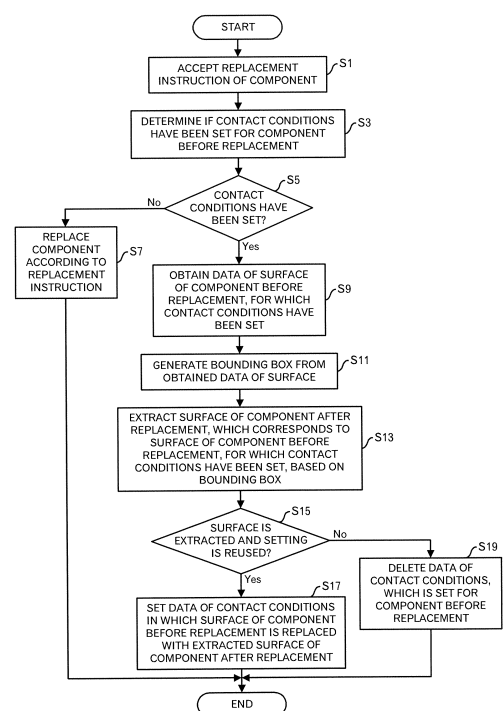 START
ACCEPT REPLACEMENT
INSTRUCTION OF COMPONENT
S1
DETERMINE IF CONTACT CONDITIONS
HAVE BEEN SET FOR COMPONENT
BEFORE REPLACEMENT
S3
S5
CONTACT
CONDITIONS HAVE
BEEN SET?
No
Yes
REPLACE
COMPONENT
ACCORDING TO
REPLACEMENT
INSTRUCTION
S7
OBTAIN DATA OF SURFACE
OF COMPONENT BEFORE
REPLACEMENT, FOR WHICH
CONTACT CONDITIONS HAVE
BEEN SET
S9
GENERATE BOUNDING BOX FROM
OBTAINED DATA OF SURFACE
S11
EXTRACT SURFACE OF COMPONENT AFTER
REPLACEMENT, WHICH CORRESPONDS TO
SURFACE OF COMPONENT BEFORE
REPLACEMENT, FOR WHICH CONTACT
CONDITIONS HAVE BEEN SET, BASED ON
BOUNDING BOX
S13
S15
SURFACE IS
EXTRACTED AND SETTING
IS REUSED?
No
Yes
S19
DELETE DATA OF
CONTACT CONDITIONS,
WHICH IS SET FOR
COMPONENT BEFORE
REPLACEMENT
S17
SET DATA OF CONTACT CONDITIONS
IN WHICH SURFACE OF COMPONENT
BEFORE REPLACEMENT IS REPLACED
WITH EXTRACTED SURFACE OF
COMPONENT AFTER REPLACEMENT
END